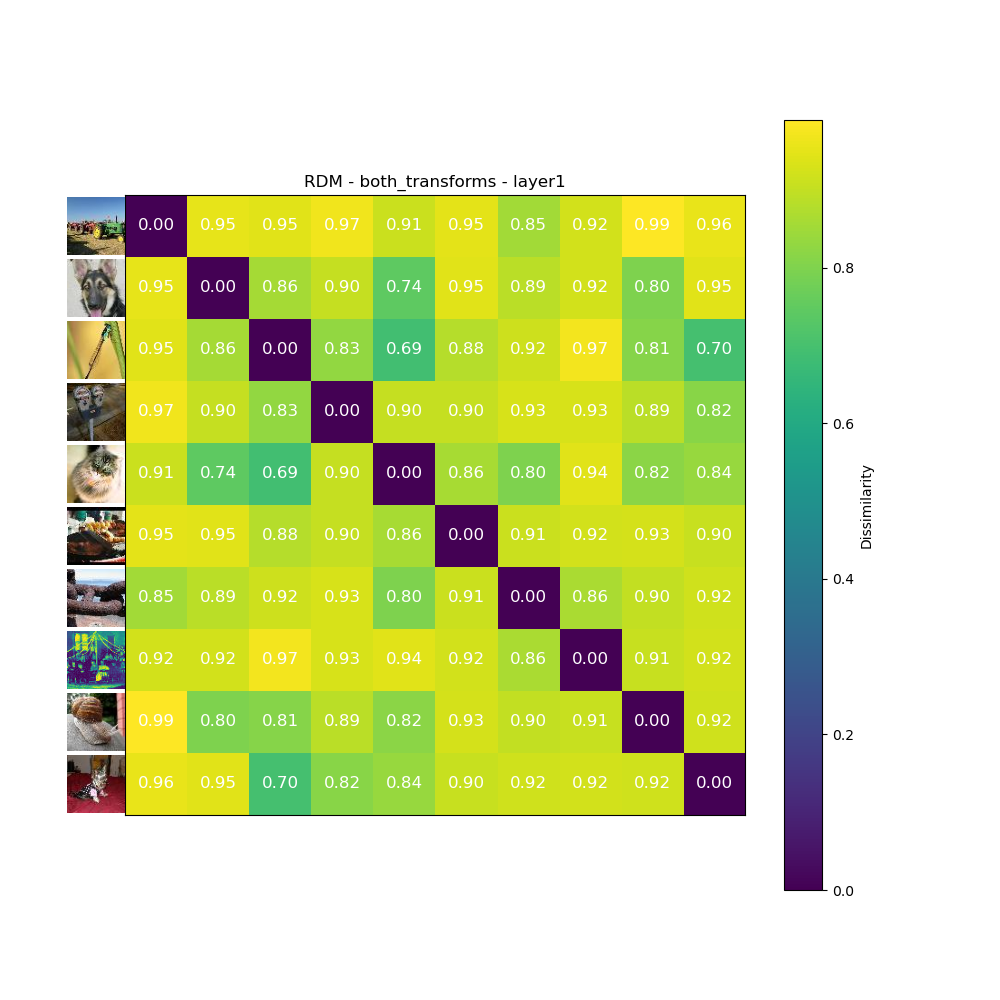 RDM - both_transforms - layer1
0.00 0.95 0.95 0.97 0.91 0.95 0.85 0.92 0.99 0.96
0.95 0.00 0.86 0.90 0.74 0.95 0.89 0.92 0.80 0.95
0.95 0.86 0.00 0.83 0.69 0.88 0.92 0.97 0.81 0.70
0.97 0.90 0.83 0.00 0.90 0.90 0.93 0.93 0.89 0.82
0.91 0.74 0.69 0.90 0.00 0.86 0.80 0.94 0.82 0.84
0.95 0.95 0.88 0.90 0.86 0.00 0.91 0.92 0.93 0.90
0.85 0.89 0.92 0.93 0.80 0.91 0.00 0.86 0.90 0.92
0.92 0.92 0.97 0.93 0.94 0.92 0.86 0.00 0.91 0.92
0.99 0.80 0.81 0.89 0.82 0.93 0.90 0.91 0.00 0.92
0.96 0.95 0.70 0.82 0.84 0.90 0.92 0.92 0.92 0.00
0.8
0.6
0.4
0.2
0.0
Dissimilarity